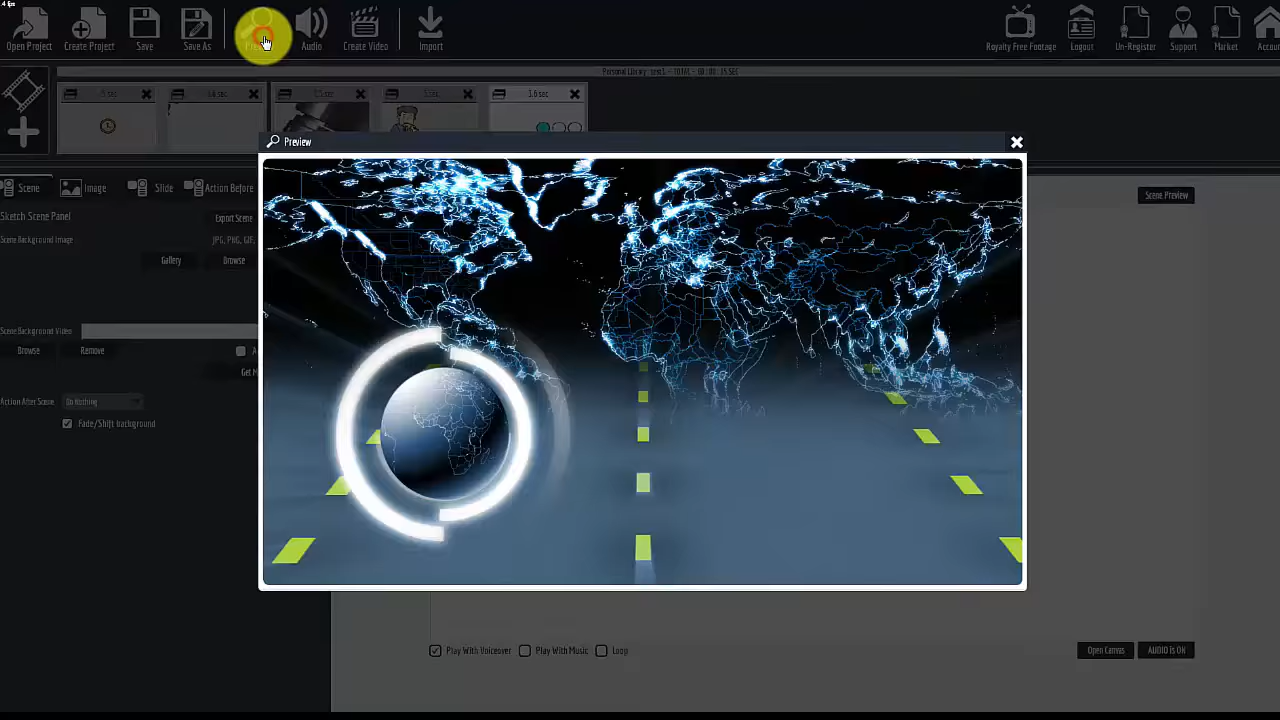 Open Project
Create Project
Save
Save As
Audio
Create Video
Import
Royalty Free Footage
Logout
Un-Register
Support
Market
Preview
Scene
Image
Slide
Action Before
Sketch Scene Panel
Export Scene
Scene Preview
Scene Background Image
JPG, PNG, GIF,
Gallery
Browse
Scene Background Video
Browse
Remove
Action After Scene
Do Nothing
Fade/Shift background
Play With Voiceover
Play With Music
Loop
Open Canvas
AUDIO is ON